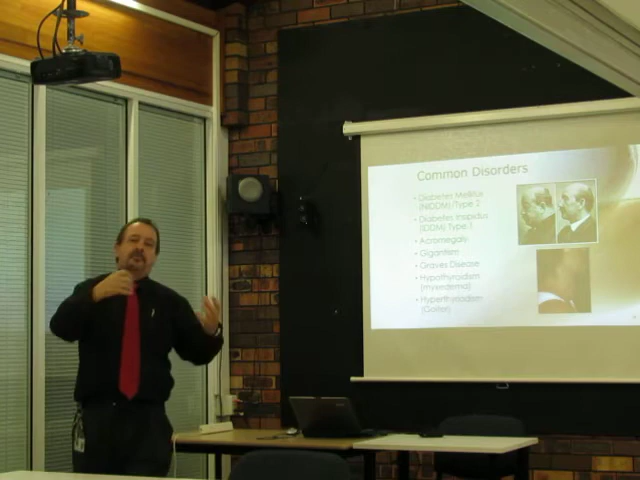 Common Disorders
• Diabetes Mellitus
(NIDDM)/Type 2
• Diabetes Insipidus
(IDDM) Type 1
• Acromegaly
• Gigantism
• Graves Disease
• Hypothyroidism
(myxedema)
• Hyperthyroidism
(Goiter)